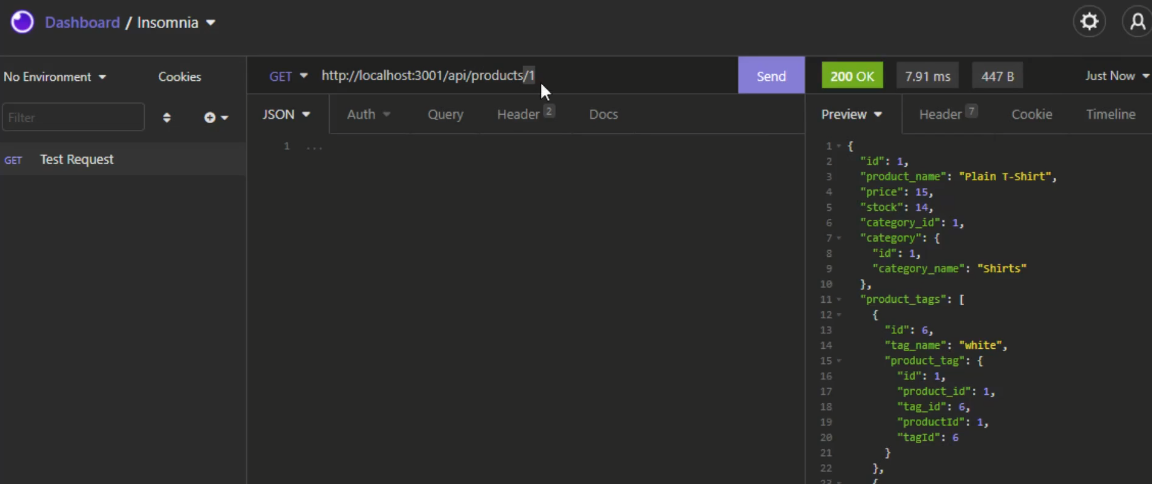 Dashboard / Insomnia
No Environment Cookies
GET http://localhost:3001/api/products/1 Send
200 OK 7.91 ms 447 B Just Now
Filter
JSON Auth Query Header 2 Docs
Preview Header 7 Cookie Timeline
GET Test Request
1 ...
1 {
2 "id": 1,
3 "product_name": "Plain T-Shirt",
4 "price": 15,
5 "stock": 14,
6 "category_id": 1,
7 "category": {
8 "id": 1,
9 "category_name": "Shirts"
10 },
11 "product_tags": [
12 {
13 "id": 6,
14 "tag_name": "white",
15 "product_tag": {
16 "id": 1,
17 "product_id": 1,
18 "tag_id": 6,
19 "productId": 1,
20 "tagId": 6
21 }
22 },
23 {